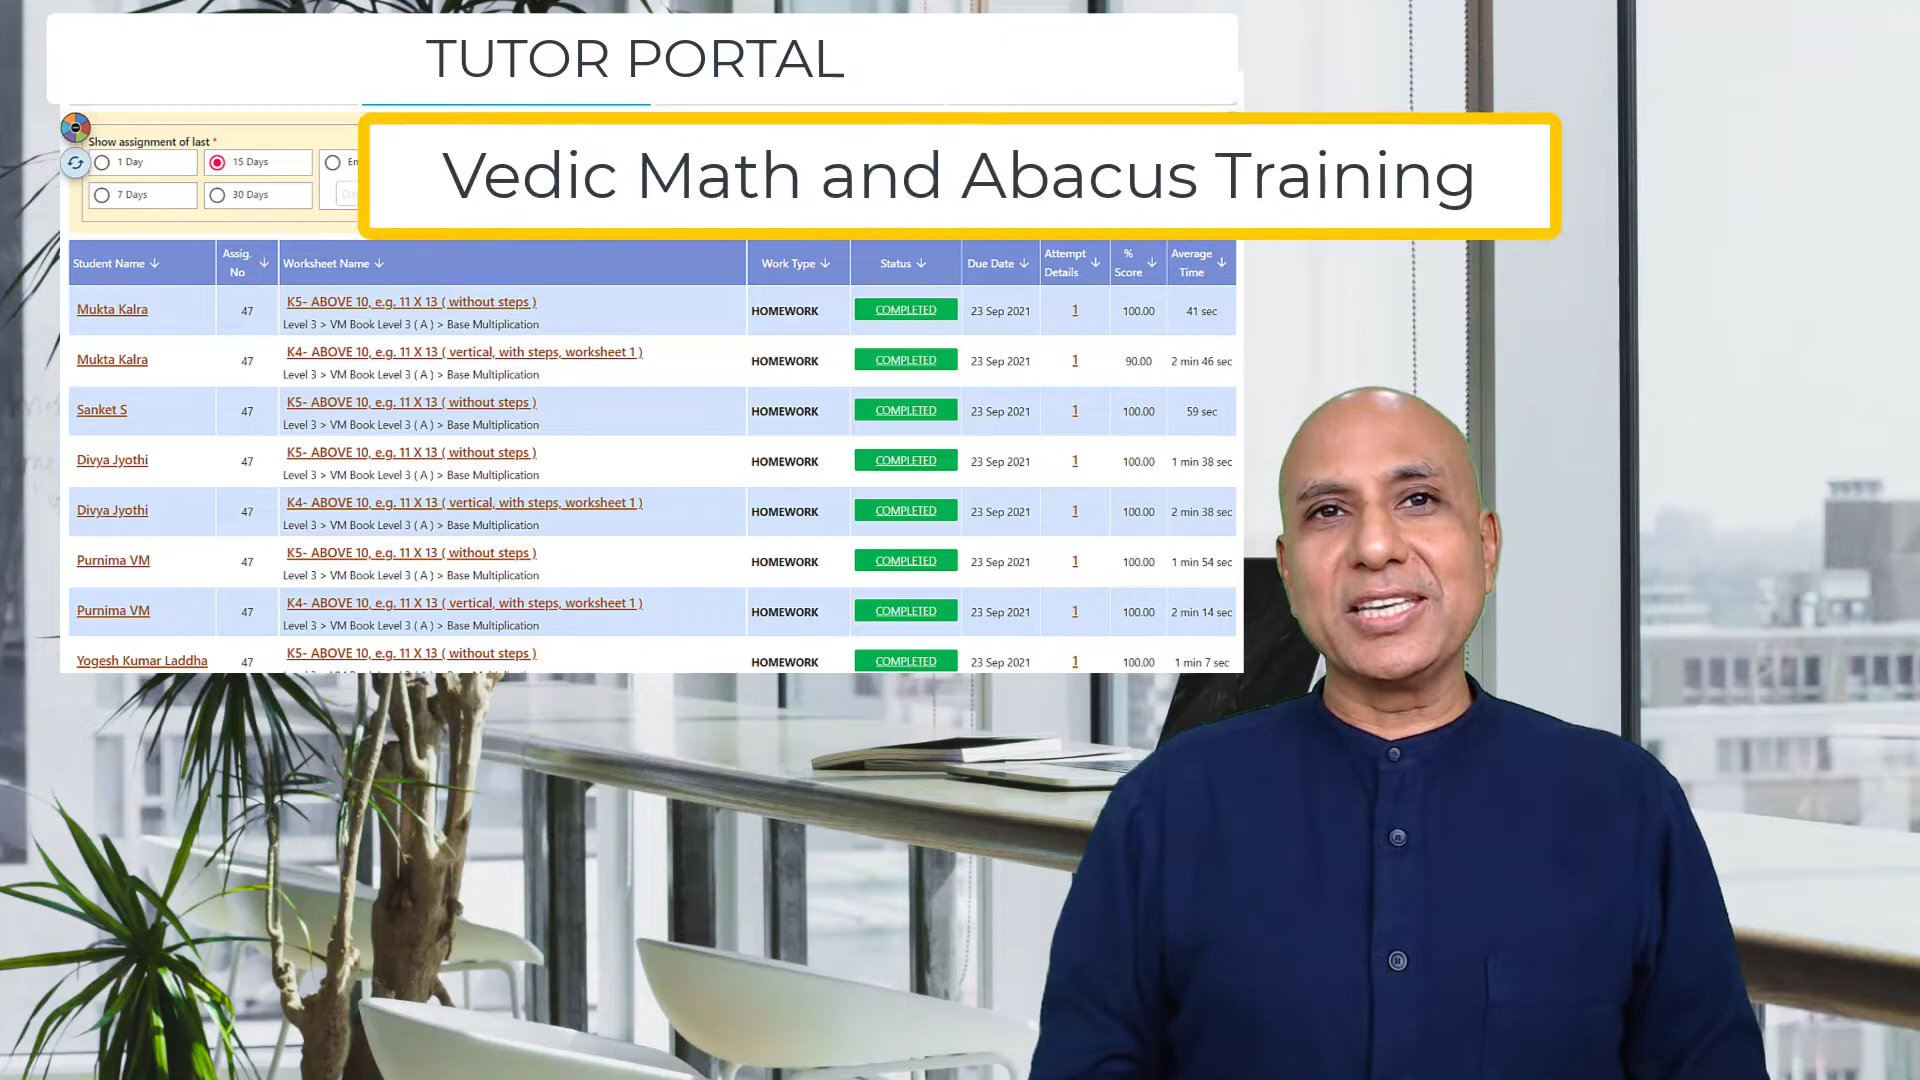 TUTOR PORTAL
Vedic Math and Abacus Training
Show assignment of last *
1 Day
15 Days
7 Days
30 Days
Student Name ↓
Assig. No ↓
Worksheet Name ↓
Work Type ↓
Status ↓
Due Date ↓
Attempt Details ↓
% Score ↓
Average Time ↓
Mukta Kalra 47 K5- ABOVE 10, e.g. 11 X 13 ( without steps ) HOMEWORK COMPLETED 23 Sep 2021 1 100.00 41 sec
Level 3 > VM Book Level 3 ( A ) > Base Multiplication
Mukta Kalra 47 K4- ABOVE 10, e.g. 11 X 13 ( vertical, with steps, worksheet 1 ) HOMEWORK COMPLETED 23 Sep 2021 1 90.00 2 min 46 sec
Level 3 > VM Book Level 3 ( A ) > Base Multiplication
Sanket S 47 K5- ABOVE 10, e.g. 11 X 13 ( without steps ) HOMEWORK COMPLETED 23 Sep 2021 1 100.00 59 sec
Level 3 > VM Book Level 3 ( A ) > Base Multiplication
Divya Jyothi 47 K5- ABOVE 10, e.g. 11 X 13 ( without steps ) HOMEWORK COMPLETED 23 Sep 2021 1 100.00 1 min 38 sec
Level 3 > VM Book Level 3 ( A ) > Base Multiplication
Divya Jyothi 47 K4- ABOVE 10, e.g. 11 X 13 ( vertical, with steps, worksheet 1 ) HOMEWORK COMPLETED 23 Sep 2021 1 100.00 2 min 38 sec
Level 3 > VM Book Level 3 ( A ) > Base Multiplication
Purnima VM 47 K5- ABOVE 10, e.g. 11 X 13 ( without steps ) HOMEWORK COMPLETED 23 Sep 2021 1 100.00 1 min 54 sec
Level 3 > VM Book Level 3 ( A ) > Base Multiplication
Purnima VM 47 K4- ABOVE 10, e.g. 11 X 13 ( vertical, with steps, worksheet 1 ) HOMEWORK COMPLETED 23 Sep 2021 1 100.00 2 min 14 sec
Level 3 > VM Book Level 3 ( A ) > Base Multiplication
Yogesh Kumar Laddha 47 K5- ABOVE 10, e.g. 11 X 13 ( without steps ) HOMEWORK COMPLETED 23 Sep 2021 1 100.00 1 min 7 sec